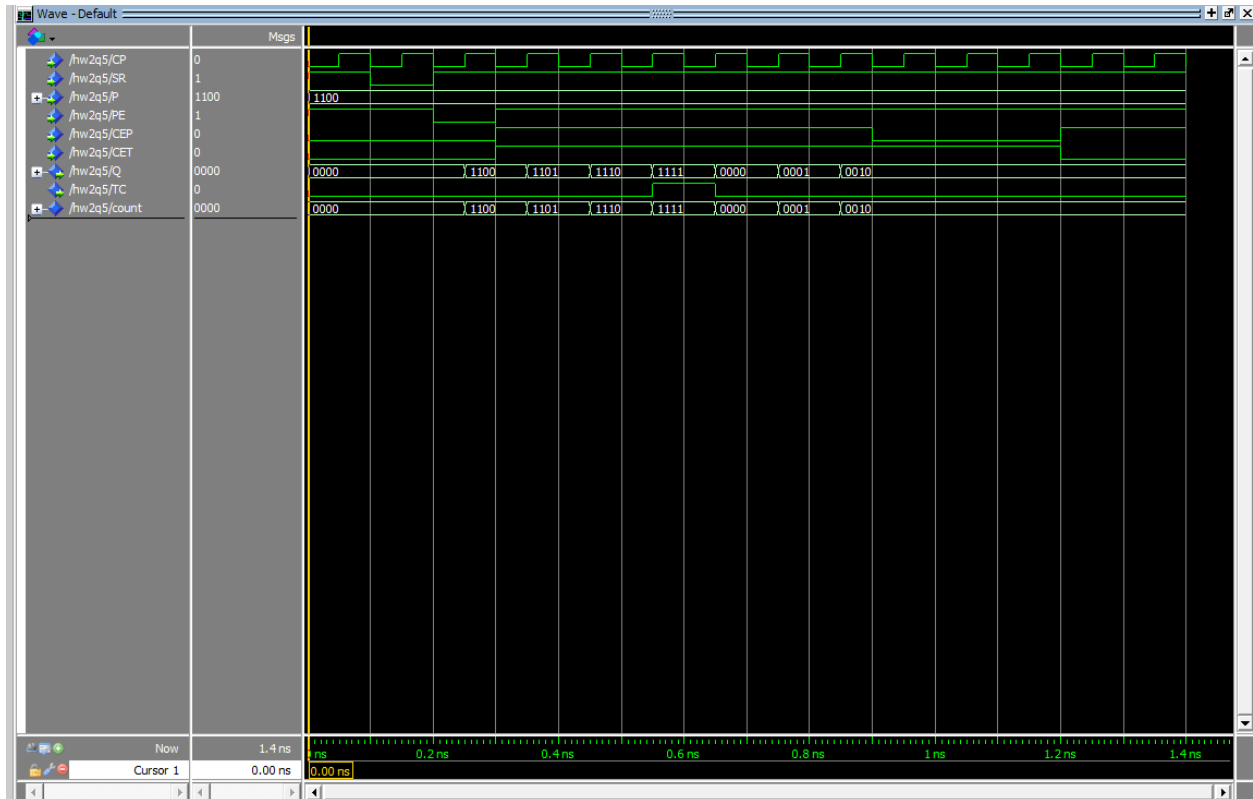 Wave - Default
Msgs
/hw2q5/CP 0
/hw2q5/SR 1
/hw2q5/P 1100 1100
/hw2q5/PE 1
/hw2q5/CEP 0
/hw2q5/CET 0
/hw2q5/Q 0000 0000 1100 1101 1110 1111 0000 0001 0010
/hw2q5/TC 0
/hw2q5/count 0000 0000 1100 1101 1110 1111 0000 0001 0010
Now 1.4 ns ns 0.2 ns 0.4 ns 0.6 ns 0.8 ns 1 ns 1.2 ns 1.4 ns
Cursor 1 0.00 ns 0.00 ns